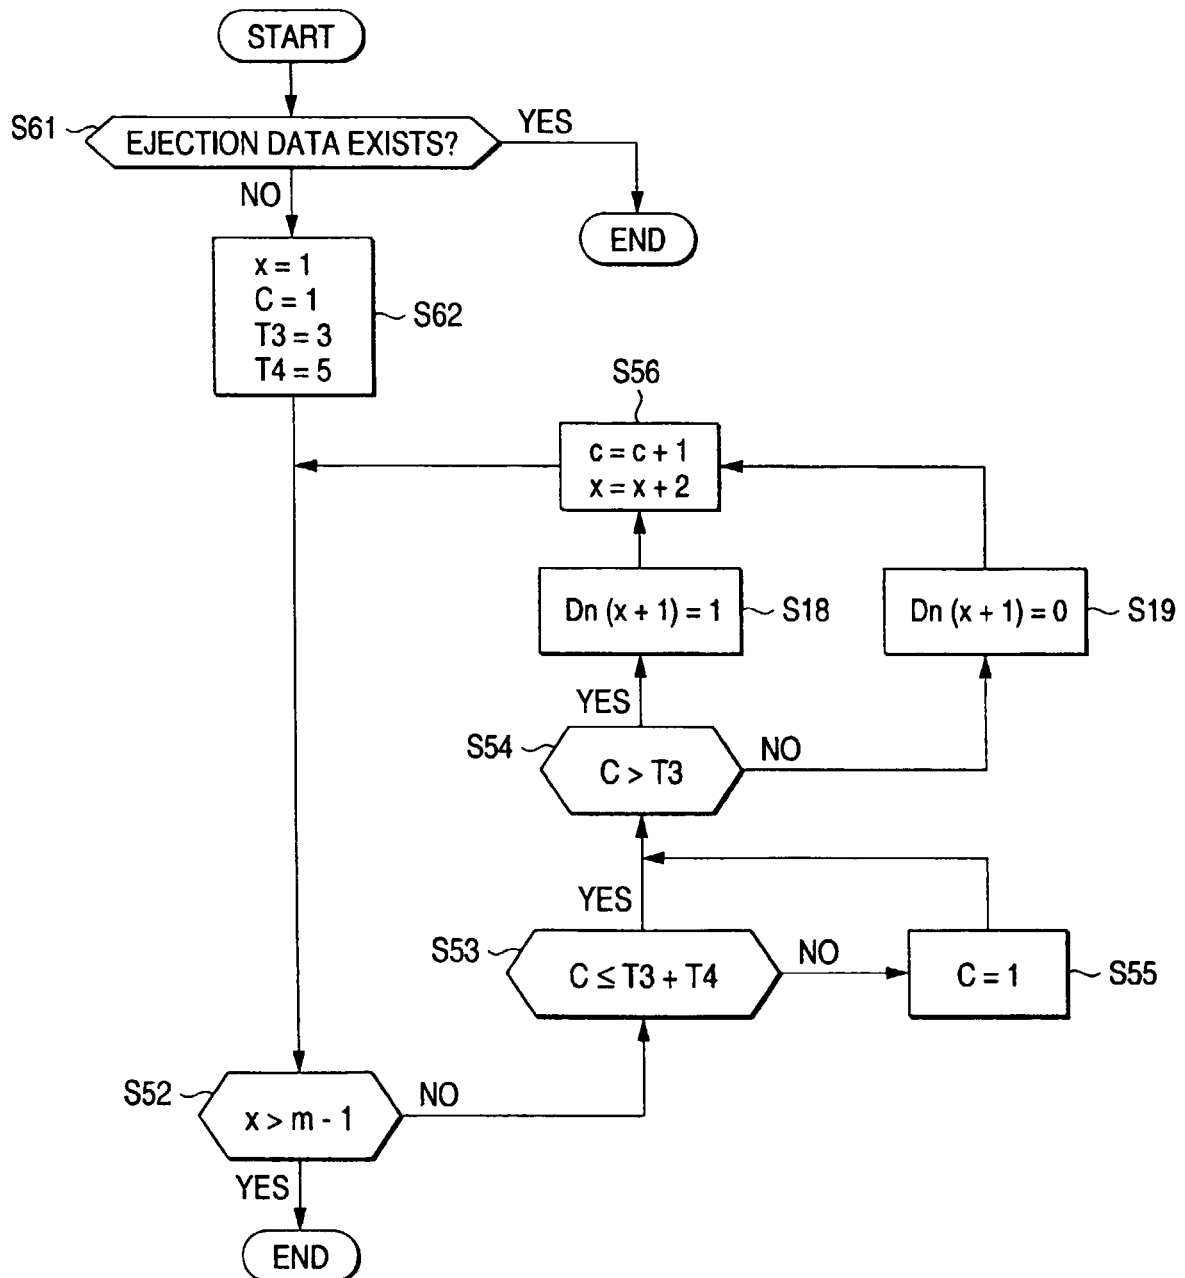 START
S61
EJECTION DATA EXISTS?
YES
NO
END
x = 1
C = 1
T3 = 3
T4 = 5
S62
S56
c = c + 1
x = x + 2
Dn (x + 1) = 1
S18
Dn (x + 1) = 0
S19
YES
S54
C > T3
NO
YES
S53
C ≤ T3 + T4
NO
C = 1
S55
S52
x > m - 1
NO
YES
END